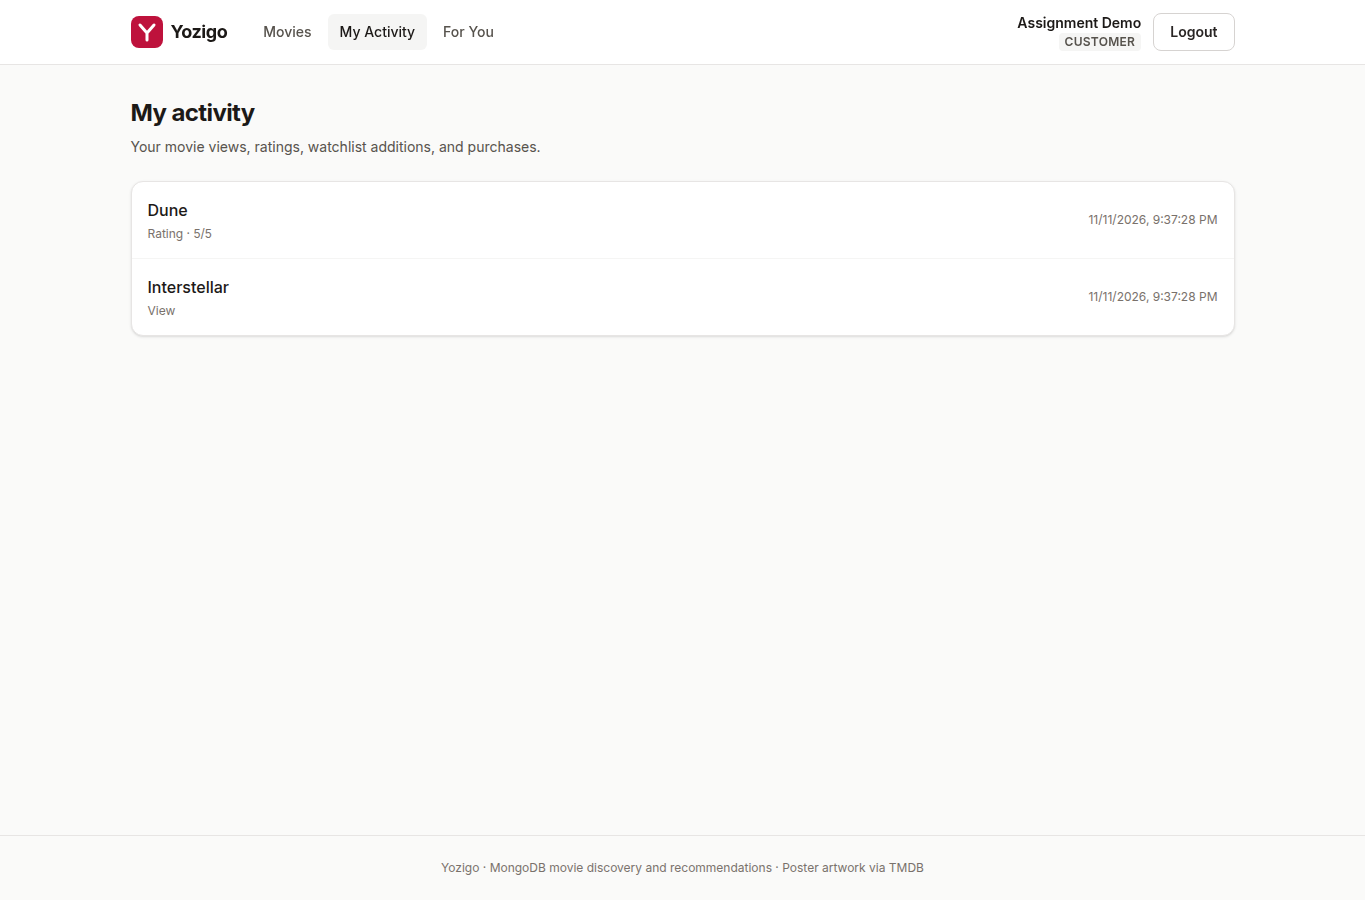 Yozigo
Movies
My Activity
For You
Assignment Demo
CUSTOMER
Logout
My activity
Your movie views, ratings, watchlist additions, and purchases.
Dune
Rating · 5/5
11/11/2026, 9:37:28 PM
Interstellar
View
11/11/2026, 9:37:28 PM
Yozigo · MongoDB movie discovery and recommendations · Poster artwork via TMDB